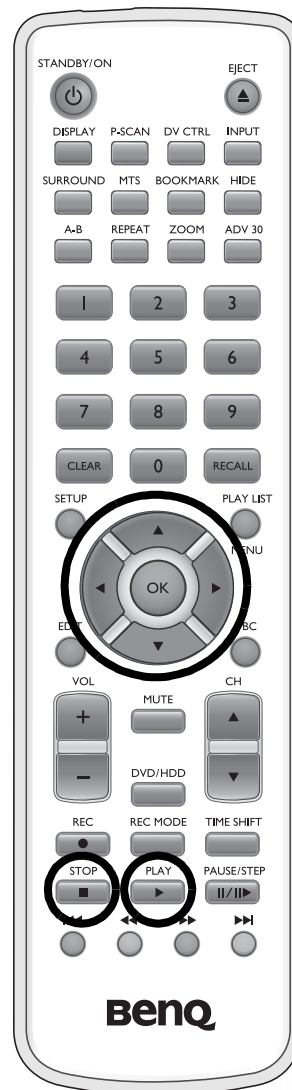 STANDBY/ON EJECT
DISPLAY P-SCAN DV CTRL INPUT
SURROUND MTS BOOKMARK HIDE
A-B REPEAT ZOOM ADV 30
1 2 3
4 5 6
7 8 9
CLEAR 0 RECALL
SETUP PLAY LIST
OK
VOL CH
MUTE
+
−
DVD/HDD
REC REC MODE TIME SHIFT
STOP PLAY PAUSE/STEP
BenQ